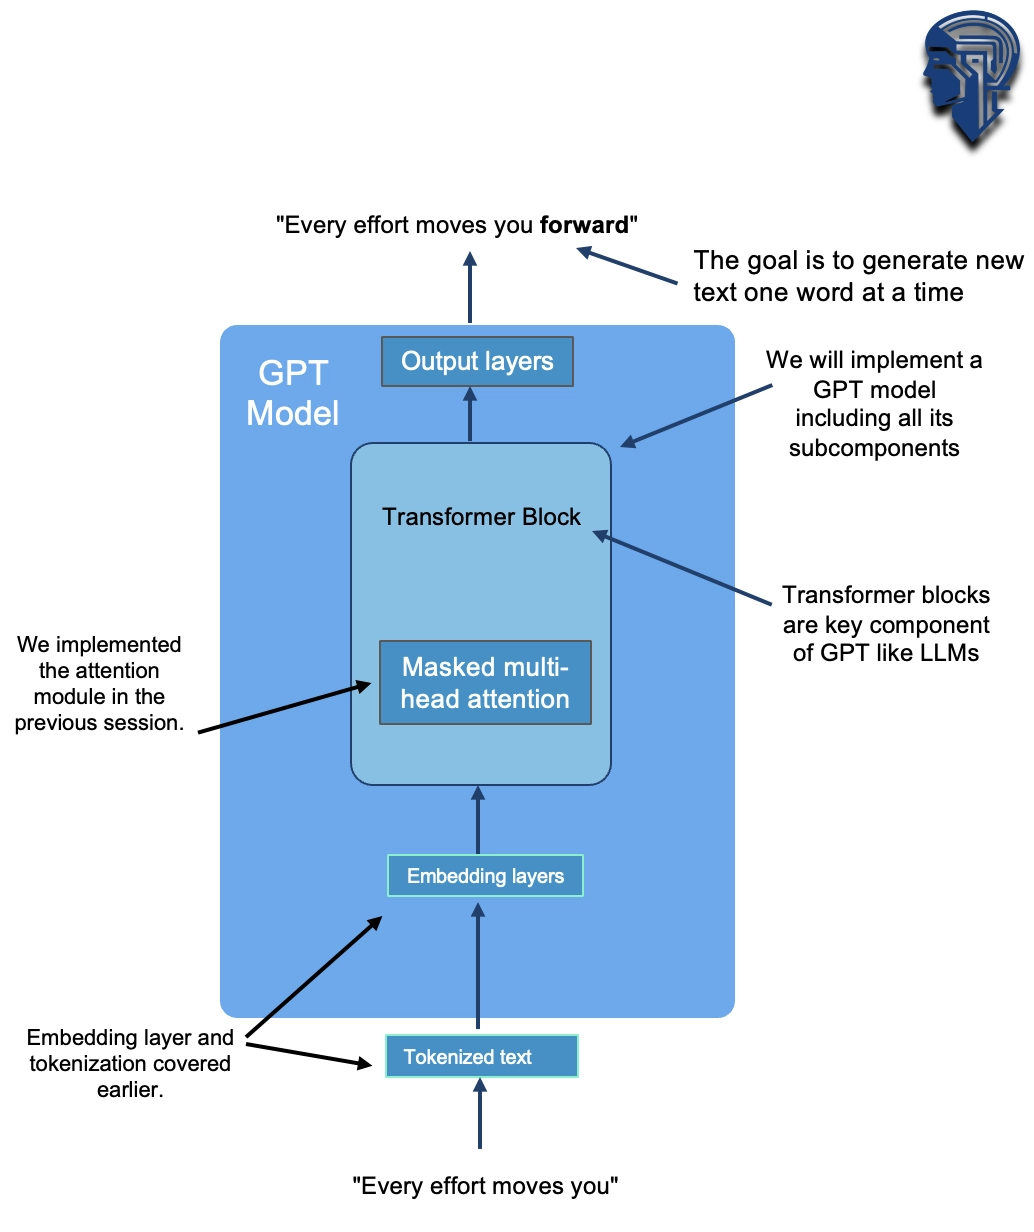 "Every effort moves you forward"
The goal is to generate new
text one word at a time
GPT
Model
Output layers
We will implement a
GPT model
including all its
subcomponents
Transformer Block
Transformer blocks
are key component
of GPT like LLMs
We implemented
the attention
module in the
previous session.
Masked multi-
head attention
Embedding layers
Embedding layer and
tokenization covered
earlier.
Tokenized text
"Every effort moves you"